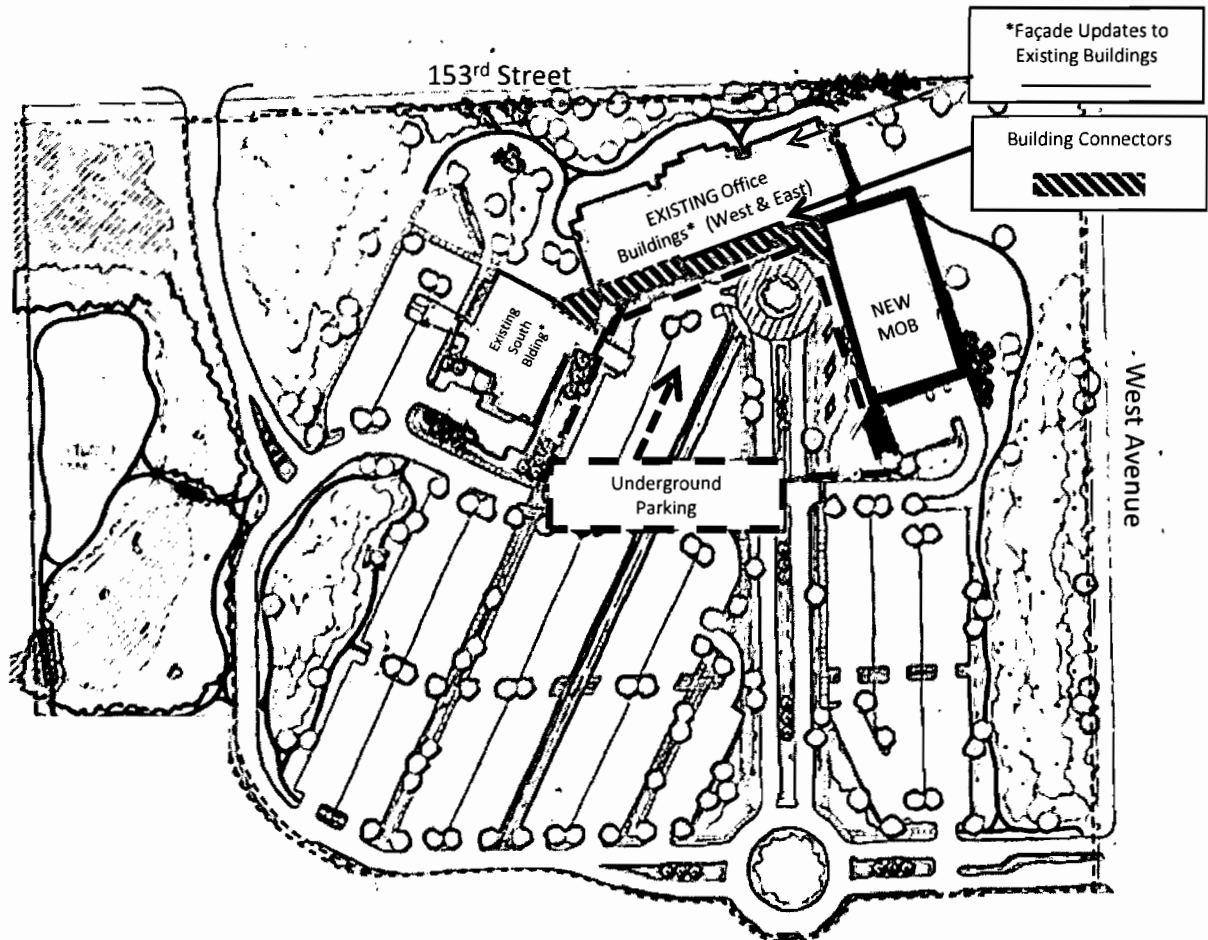 *Façade Updates to
Existing Buildings
153rd Street
Building Connectors
EXISTING Office
Buildings* (West & East)
NEW
MOB
Existing
South
Blding*
West Avenue
Underground
Parking